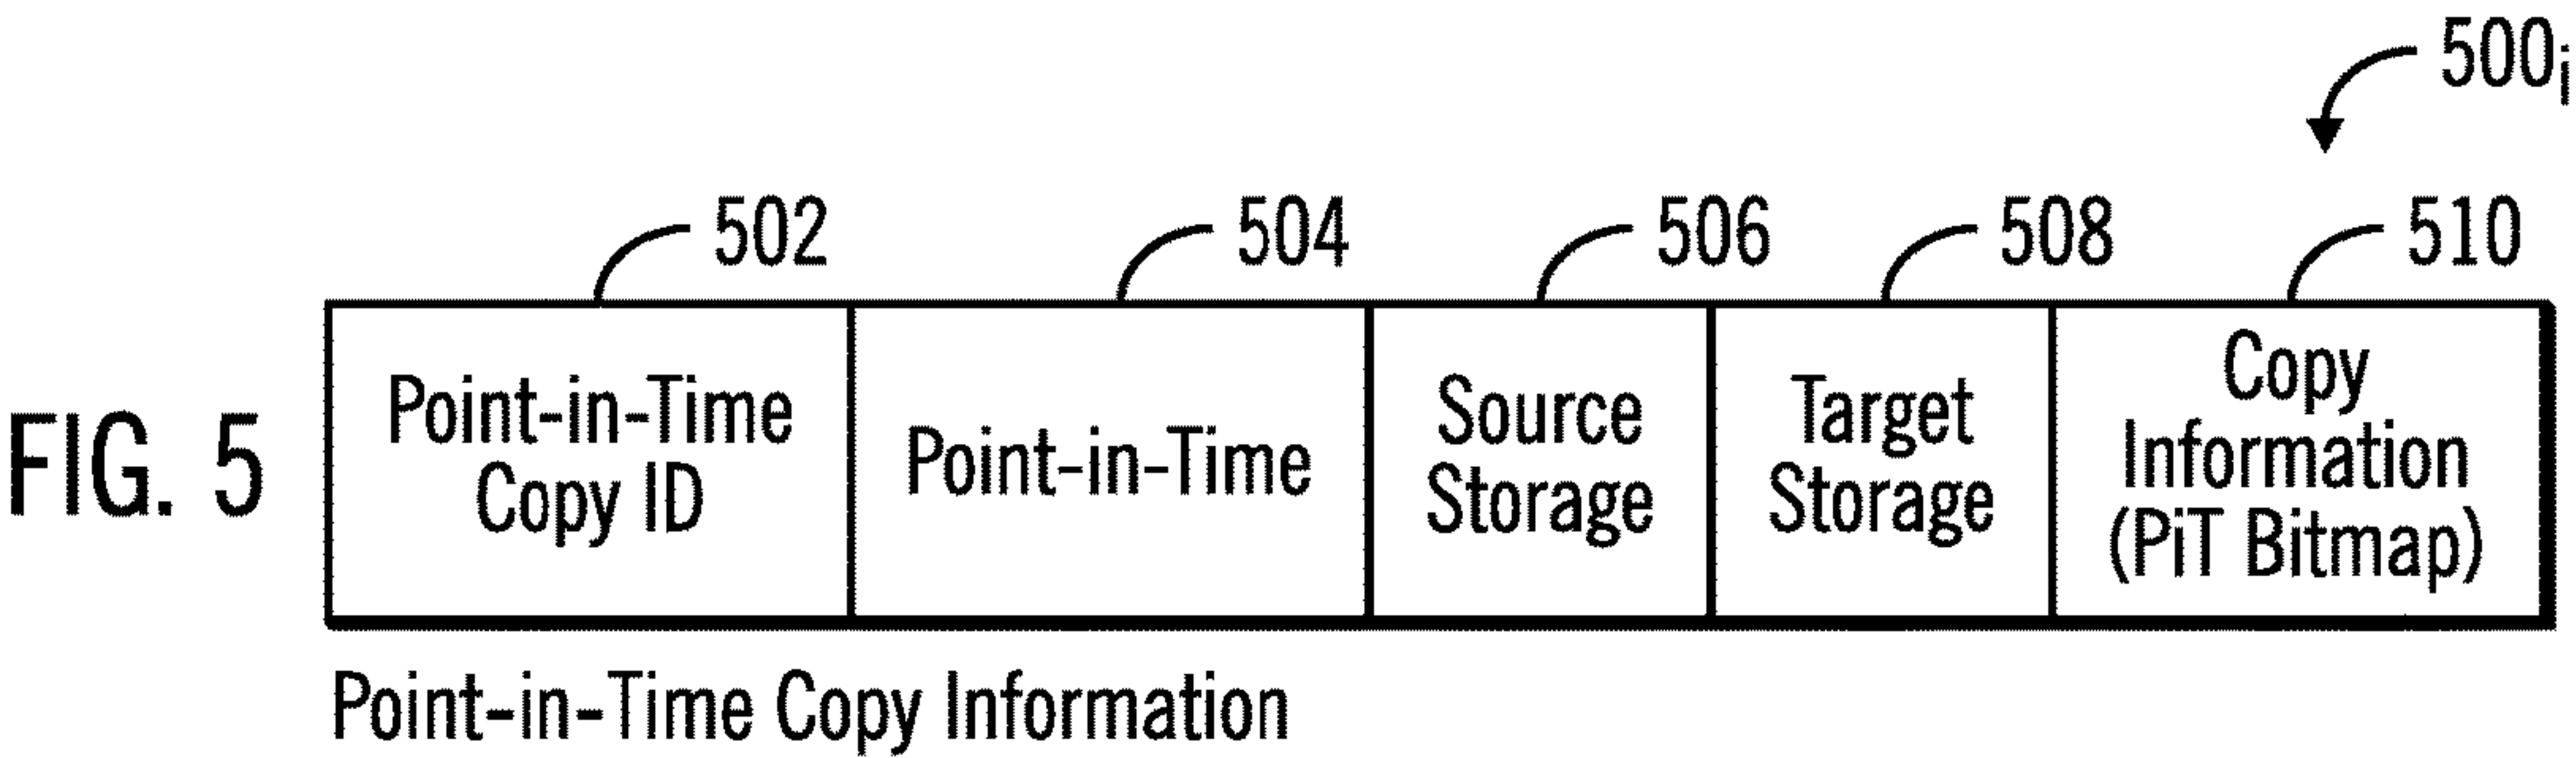 500i
502
504
506
508
510
FIG. 5
Point-in-Time
Copy ID
Point-in-Time
Source
Storage
Target
Storage
Copy
Information
(PiT Bitmap)
Point-in-Time Copy Information